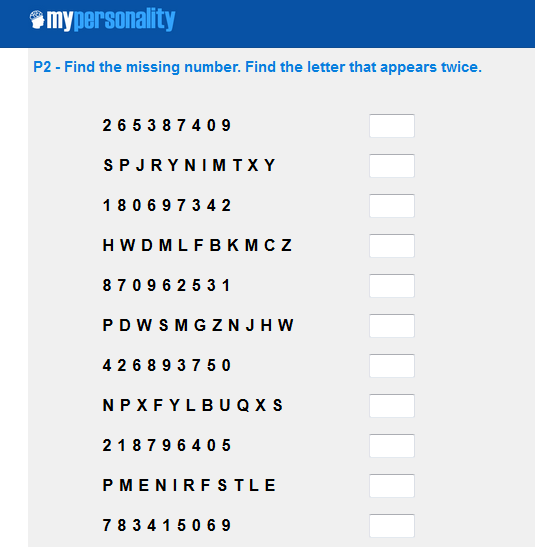 mypersonality
P2 - Find the missing number. Find the letter that appears twice.
2 6 5 3 8 7 4 0 9
S P J R Y N I M T X Y
1 8 0 6 9 7 3 4 2
H W D M L F B K M C Z
8 7 0 9 6 2 5 3 1
P D W S M G Z N J H W
4 2 6 8 9 3 7 5 0
N P X F Y L B U Q X S
2 1 8 7 9 6 4 0 5
P M E N I R F S T L E
7 8 3 4 1 5 0 6 9